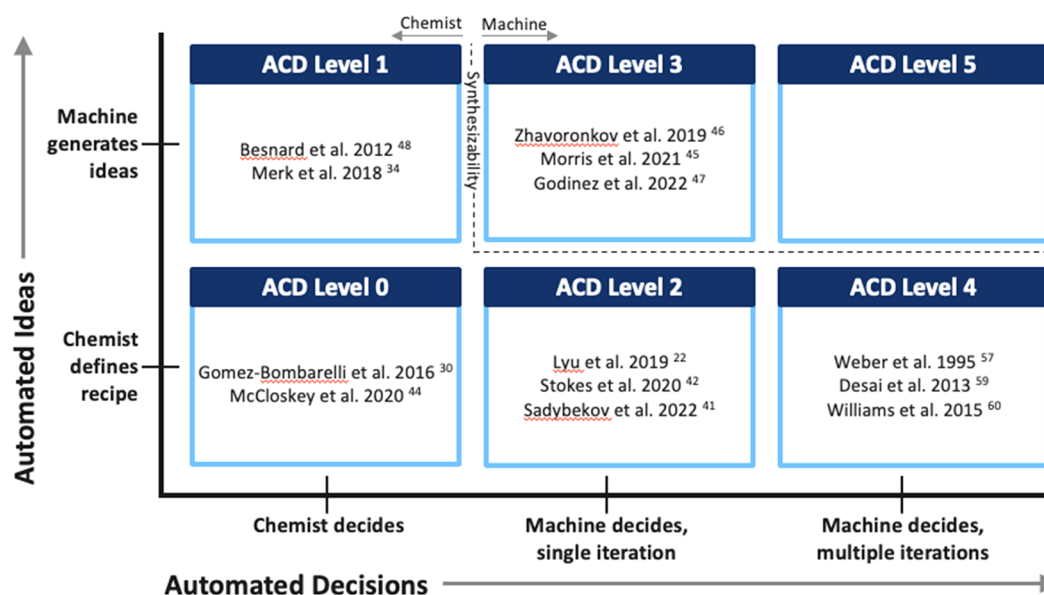 Chemist Machine
ACD Level 1
ACD Level 3
ACD Level 5
Machine
generates
ideas
Besnard et al. 2012 48
Merk et al. 2018 34
Synthesizability
Zhavoronkov et al. 2019 46
Morris et al. 2021 45
Godinez et al. 2022 47
Automated Ideas
ACD Level 0
ACD Level 2
ACD Level 4
Chemist
defines
recipe
Gomez-Bombarelli et al. 2016 30
McCloskey et al. 2020 44
Lyu et al. 2019 22
Stokes et al. 2020 42
Sadybekov et al. 2022 41
Weber et al. 1995 57
Desai et al. 2013 59
Williams et al. 2015 60
Chemist decides
Machine decides,
single iteration
Machine decides,
multiple iterations
Automated Decisions